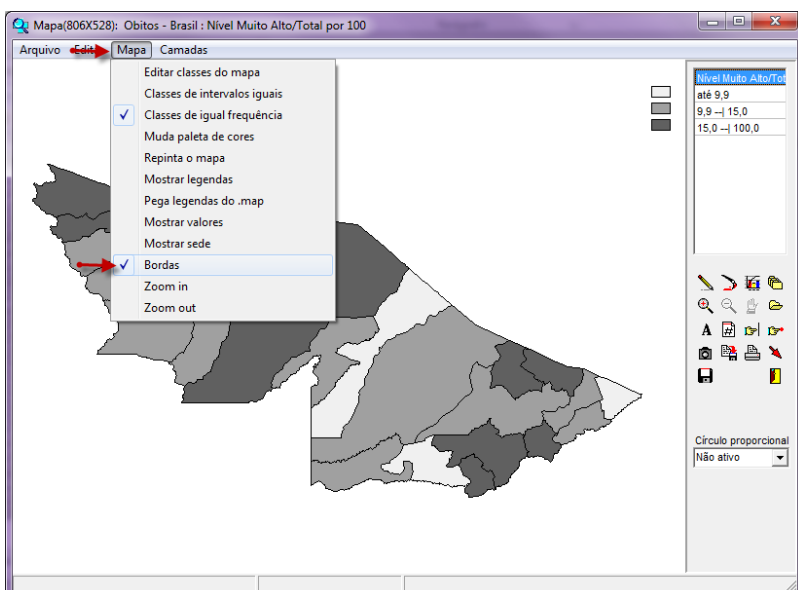 Mapa(806X528): Obitos - Brasil : Nível Muito Alto/Total por 100
Arquivo Edit Mapa Camadas
Editar classes do mapa
Classes de intervalos iguais
Classes de igual frequência
Muda paleta de cores
Repinta o mapa
Mostrar legendas
Pega legendas do .map
Mostrar valores
Mostrar sede
Bordas
Zoom in
Zoom out
Nível Muito Alto/Tot
até 9,9
9,9 --| 15,0
15,0 --| 100,0
A #
Círculo proporcional
Não ativo